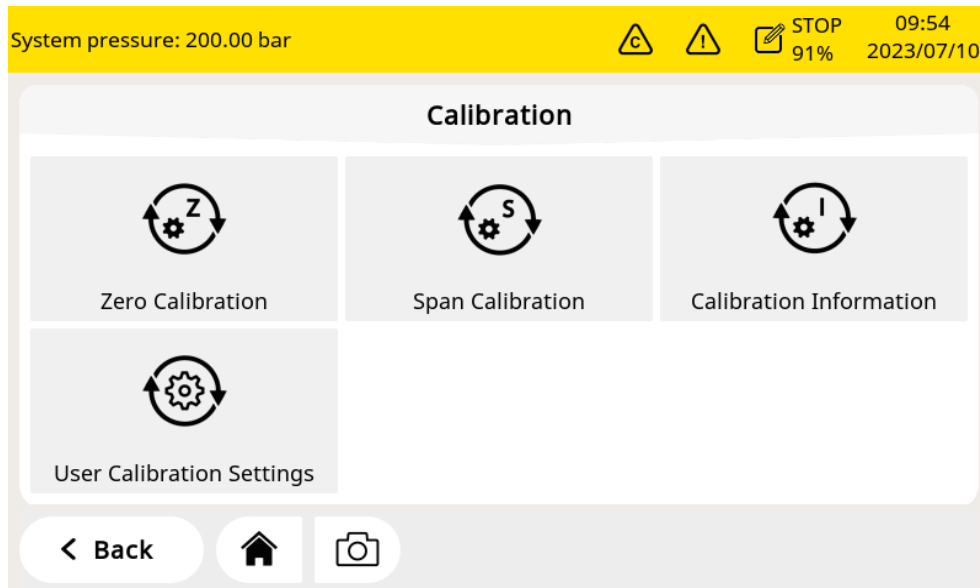 System pressure: 200.00 bar
C
!
STOP
91%
09:54
2023/07/10
Calibration
Z
S
I
Zero Calibration
Span Calibration
Calibration Information
User Calibration Settings
Back